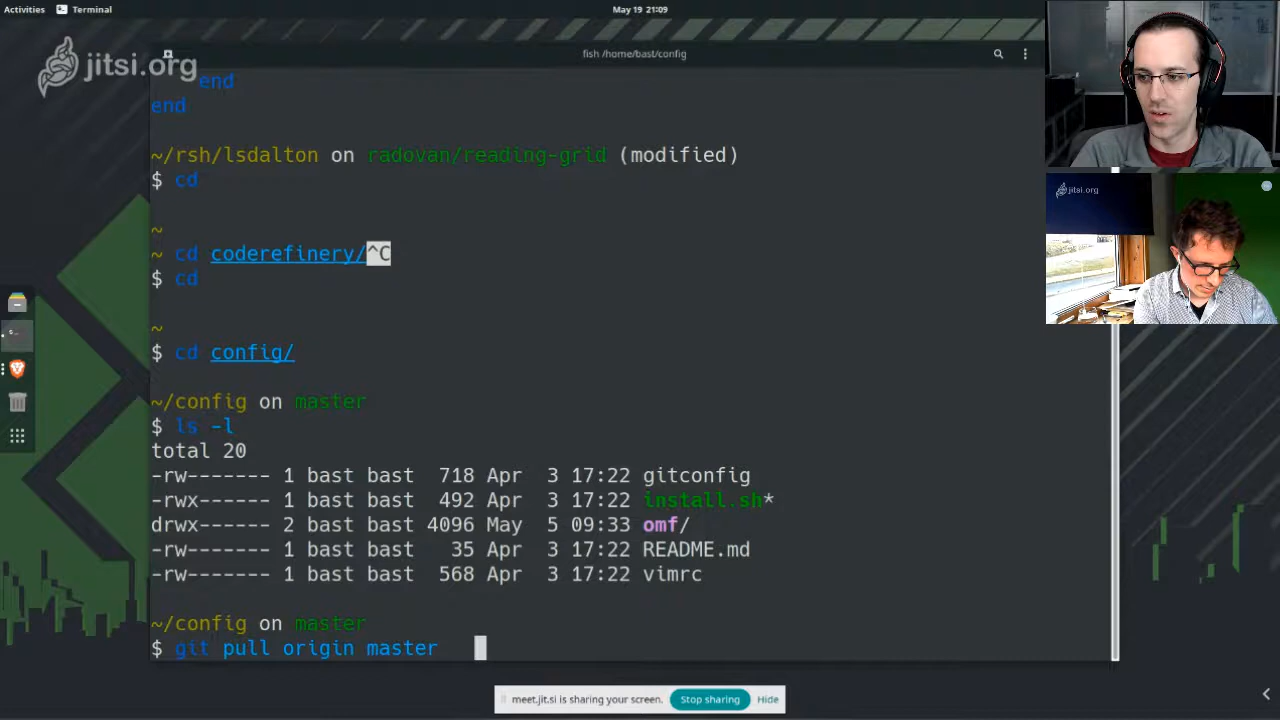 Activities Terminal May 19 21:09
jitsi.org
fish /home/bast/config
jitsi.org
end
end
~/rsh/lsdalton on radovan/reading-grid (modified)
$ cd
~
~ cd coderefinery/^C
$ cd
~
$ cd config/
~/config on master
$ ls -l
total 20
-rw------- 1 bast bast 718 Apr 3 17:22 gitconfig
-rwx------ 1 bast bast 492 Apr 3 17:22 install.sh*
drwx------ 2 bast bast 4096 May 5 09:33 omf/
-rw------- 1 bast bast 35 Apr 3 17:22 README.md
-rw------- 1 bast bast 568 Apr 3 17:22 vimrc
~/config on master
$ git pull origin master
meet.jit.si is sharing your screen. Stop sharing Hide